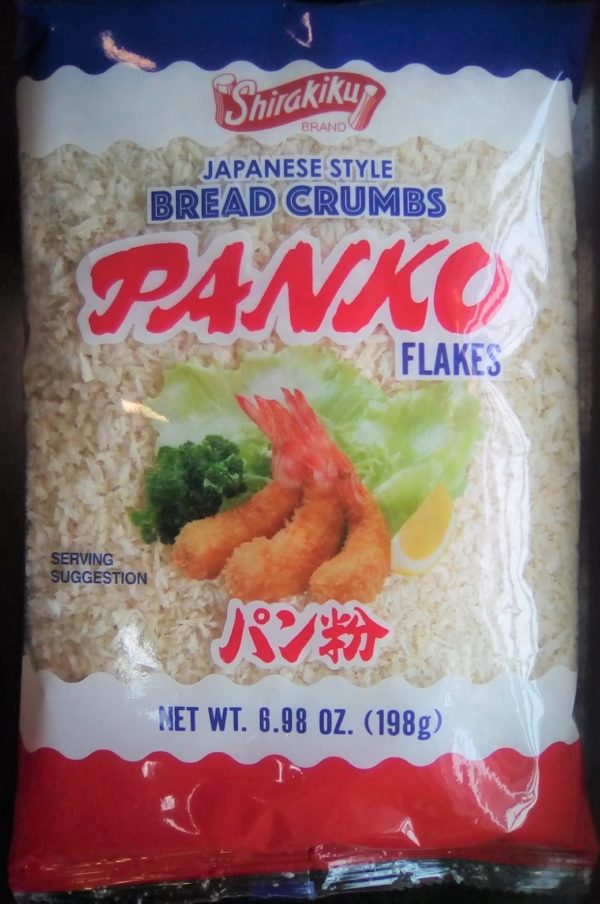 Shirakiku
BRAND
JAPANESE STYLE
BREAD CRUMBS
PANKO
FLAKES
SERVING
SUGGESTION
パン粉
NET WT. 6.98 OZ. (198g)